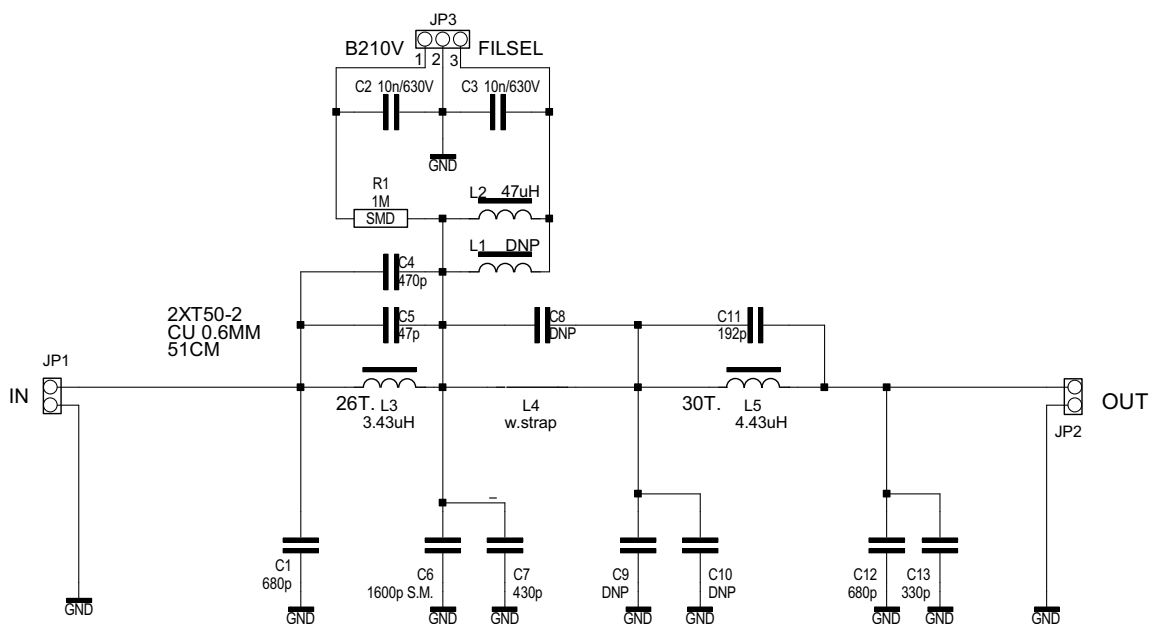 JP3
B210V
FILSEL
1
2
3
C2 10n/630V
C3 10n/630V
GND
R1
1M
SMD
L2 47uH
L1 DNP
C4
470p
C5
47p
C8
DNP
C11
192p
2XT50-2
CU 0.6MM
51CM
JP1
IN
26T. L3
3.43uH
L4
w.strap
30T. L5
4.43uH
OUT
JP2
C1
680p
C6
1600p S.M.
C7
430p
C9
DNP
C10
DNP
C12
680p
C13
330p
GND
GND
GND
GND
GND
GND
GND
GND
GND